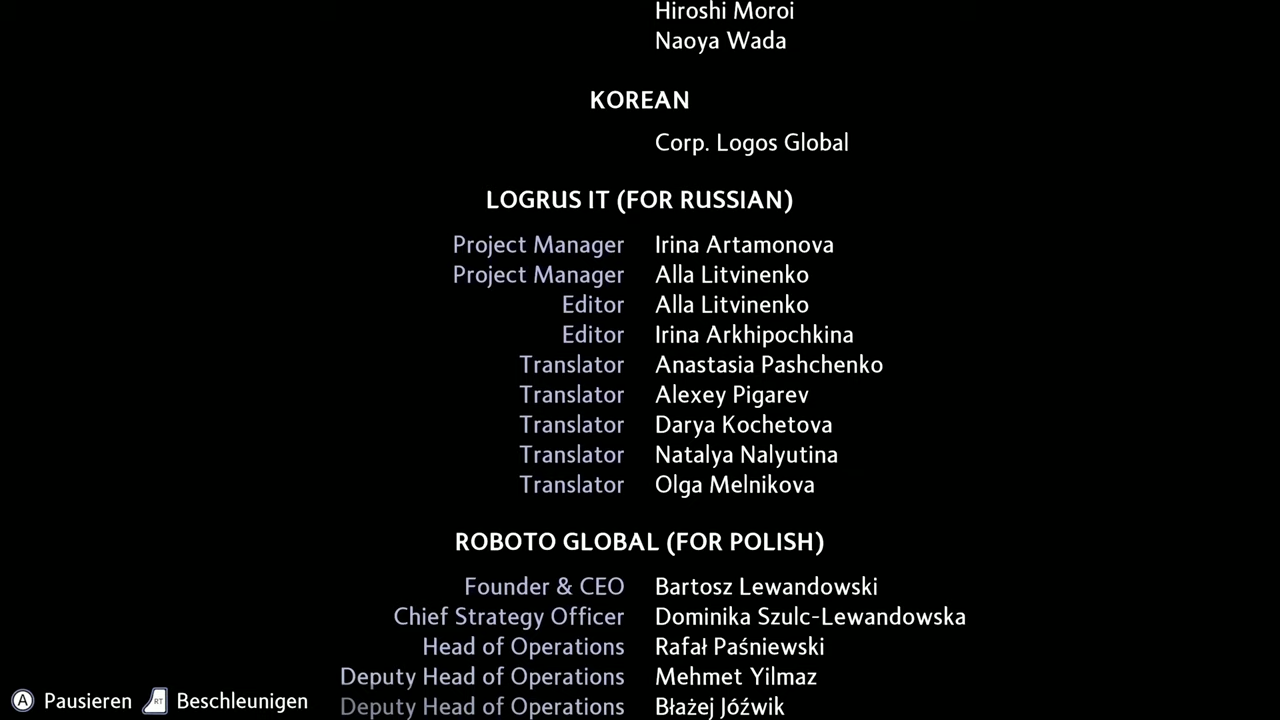 Hiroshi Moroi
Naoya Wada
KOREAN
Corp. Logos Global
LOGRUS IT (FOR RUSSIAN)
Project Manager Irina Artamonova
Project Manager Alla Litvinenko
Editor Alla Litvinenko
Editor Irina Arkhipochkina
Translator Anastasia Pashchenko
Translator Alexey Pigarev
Translator Darya Kochetova
Translator Natalya Nalyutina
Translator Olga Melnikova
ROBOTO GLOBAL (FOR POLISH)
Founder & CEO Bartosz Lewandowski
Chief Strategy Officer Dominika Szulc-Lewandowska
Head of Operations Rafał Paśniewski
Deputy Head of Operations Mehmet Yilmaz
Deputy Head of Operations Błażej Jóźwik
A Pausieren RT Beschleunigen